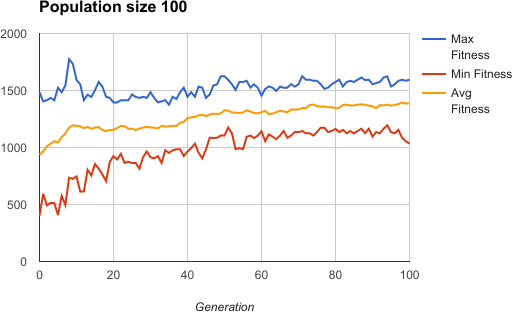 Population size 100
2000
1500
1000
500
0
0 20 40 60 80 100
Generation
Max
Fitness
Min Fitness
Avg
Fitness